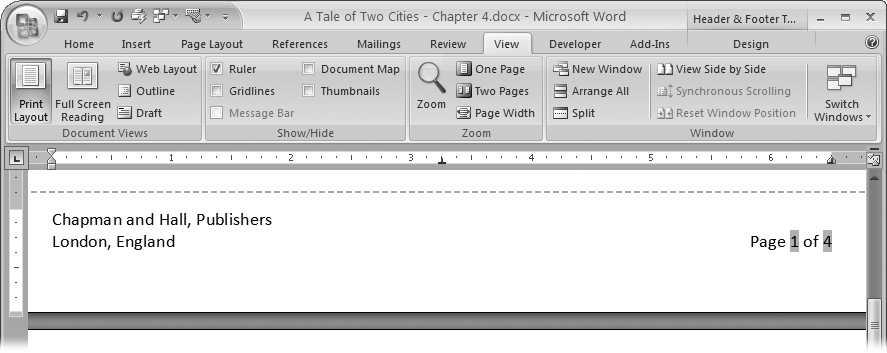 A Tale of Two Cities - Chapter 4.docx - Microsoft Word
Header & Footer T...
Home Insert Page Layout References Mailings Review View Developer Add-Ins Design
Print Layout
Full Screen Reading
Web Layout
Outline
Draft
Document Views
Ruler
Gridlines
Message Bar
Document Map
Thumbnails
Show/Hide
Zoom
One Page
Two Pages
Page Width
Zoom
New Window
Arrange All
Split
View Side by Side
Synchronous Scrolling
Reset Window Position
Switch Windows
Window
1 2 3 4 5 6
Chapman and Hall, Publishers
London, England Page 1 of 4